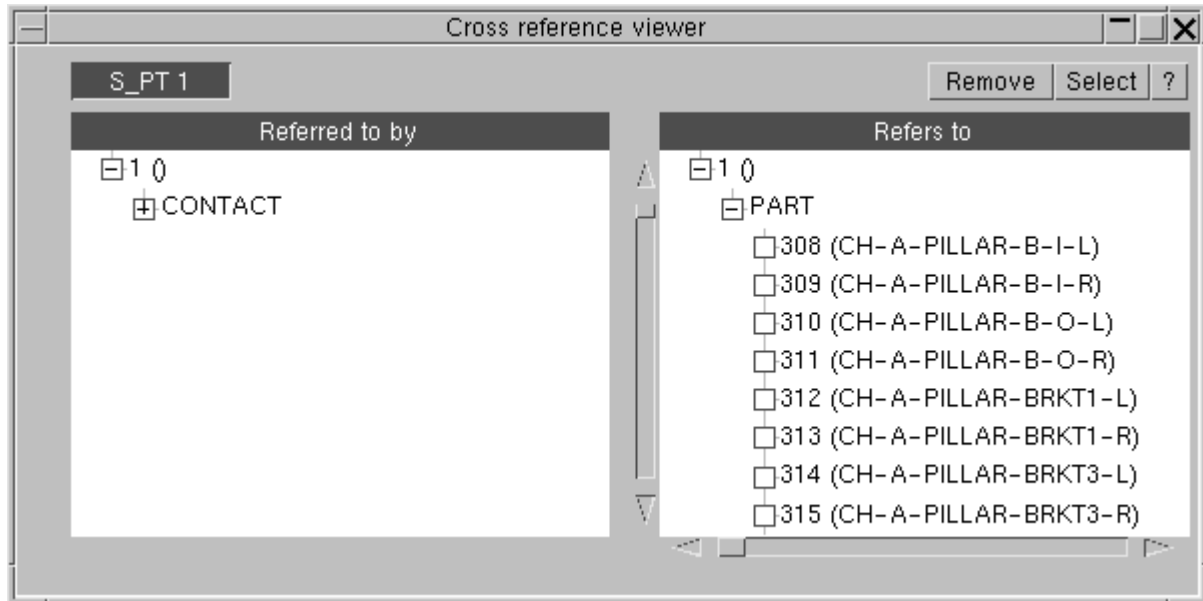 Cross reference viewer
S_PT 1
Remove Select ?
Referred to by
1 ()
CONTACT
Refers to
1 ()
PART
308 (CH-A-PILLAR-B-I-L)
309 (CH-A-PILLAR-B-I-R)
310 (CH-A-PILLAR-B-O-L)
311 (CH-A-PILLAR-B-O-R)
312 (CH-A-PILLAR-BRKT1-L)
313 (CH-A-PILLAR-BRKT1-R)
314 (CH-A-PILLAR-BRKT3-L)
315 (CH-A-PILLAR-BRKT3-R)